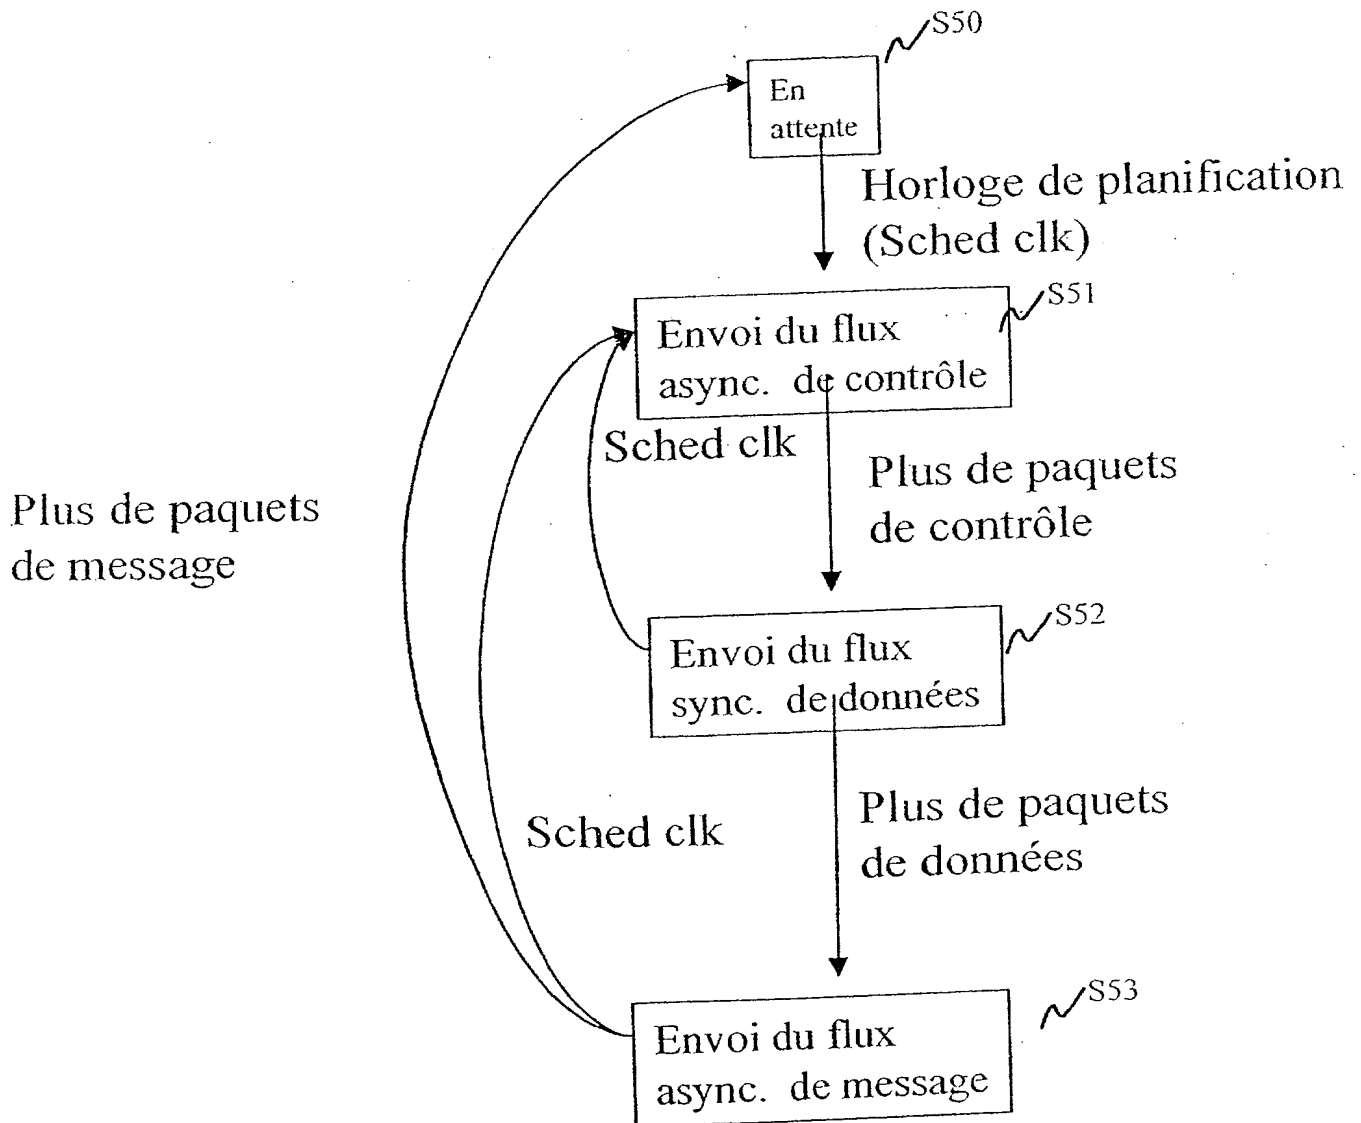 S50
En
attente
Horloge de planification
(Sched clk)
S51
Envoi du flux
async. de contrôle
Sched clk
Plus de paquets
de contrôle
Plus de paquets
de message
S52
Envoi du flux
sync. de données
Plus de paquets
de données
Sched clk
S53
Envoi du flux
async. de message